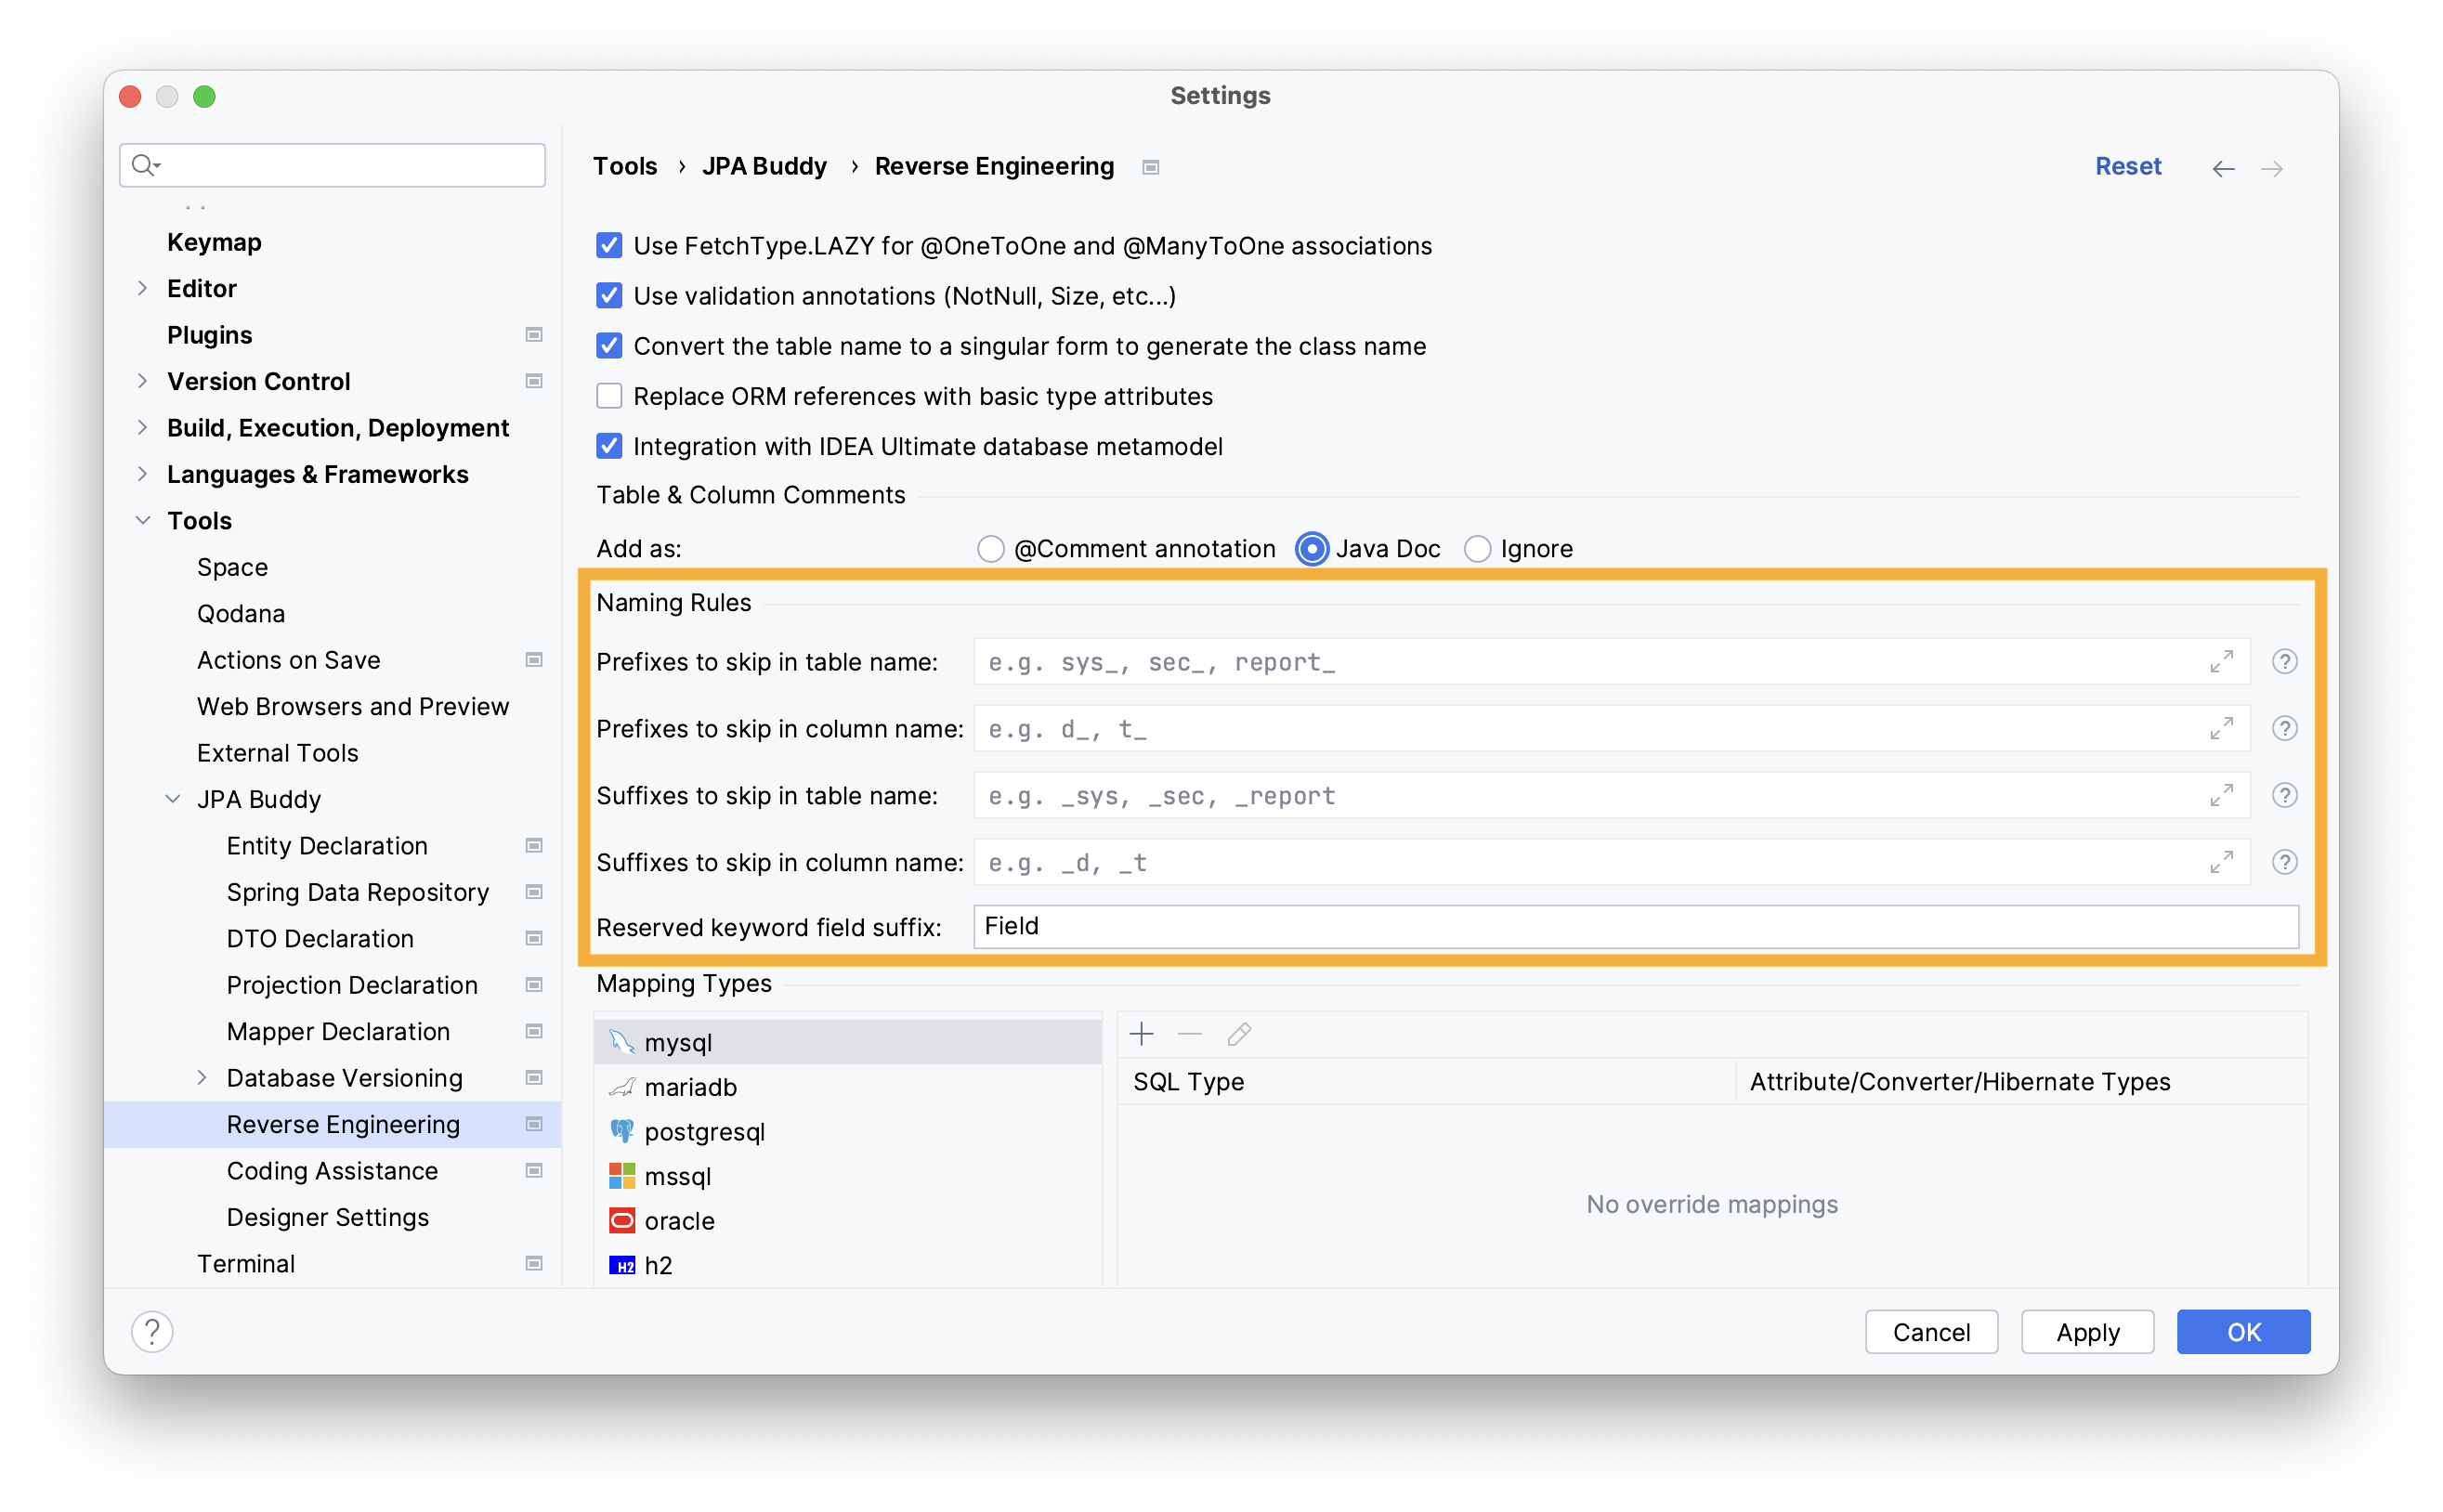 Settings
Tools › JPA Buddy › Reverse Engineering
Reset
Keymap
Editor
Plugins
Version Control
Build, Execution, Deployment
Languages & Frameworks
Tools
Space
Qodana
Actions on Save
Web Browsers and Preview
External Tools
JPA Buddy
Entity Declaration
Spring Data Repository
DTO Declaration
Projection Declaration
Mapper Declaration
Database Versioning
Reverse Engineering
Coding Assistance
Designer Settings
Terminal
Use FetchType.LAZY for @OneToOne and @ManyToOne associations
Use validation annotations (NotNull, Size, etc...)
Convert the table name to a singular form to generate the class name
Replace ORM references with basic type attributes
Integration with IDEA Ultimate database metamodel
Table & Column Comments
Add as: @Comment annotation Java Doc Ignore
Naming Rules
Prefixes to skip in table name: e.g. sys_, sec_, report_ ?
Prefixes to skip in column name: e.g. d_, t_ ?
Suffixes to skip in table name: e.g. _sys, _sec, _report ?
Suffixes to skip in column name: e.g. _d, _t ?
Reserved keyword field suffix: Field
Mapping Types
mysql
mariadb
postgresql
mssql
oracle
H2 h2
SQL Type Attribute/Converter/Hibernate Types
No override mappings
? Cancel Apply OK